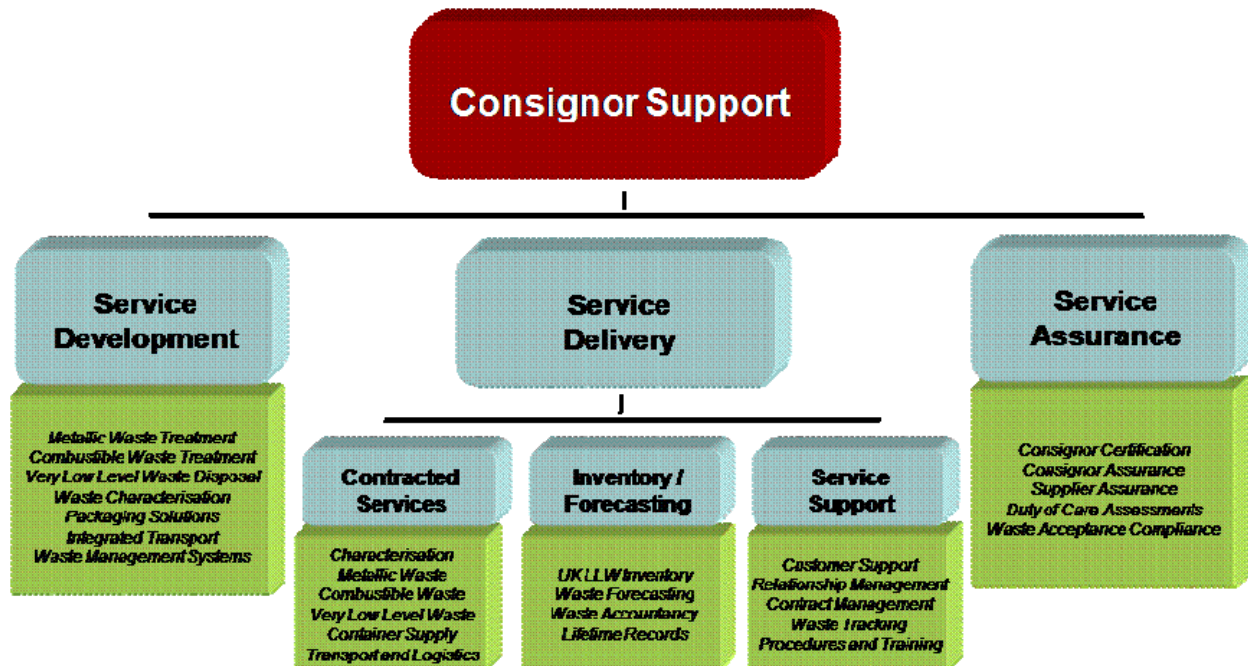 Consignor Support
Service
Development
Metallic Waste Treatment
Combustible Waste Treatment
Very Low Level Waste Disposal
Waste Characterisation
Packaging Solutions
Integrated Transport
Waste Management Systems
Service
Delivery
Contracted
Services
Characterisation
Metallic Waste
Combustible Waste
Very Low Level Waste
Container Supply
Transport and Logistics
Inventory /
Forecasting
UK LLW Inventory
Waste Forecasting
Waste Accountancy
Lifetime Records
Service
Support
Customer Support
Relationship Management
Contract Management
Waste Tracking
Procedures and Training
Service
Assurance
Consignor Certification
Consignor Assurance
Supplier Assurance
Duty of Care Assessments
Waste Acceptance Compliance